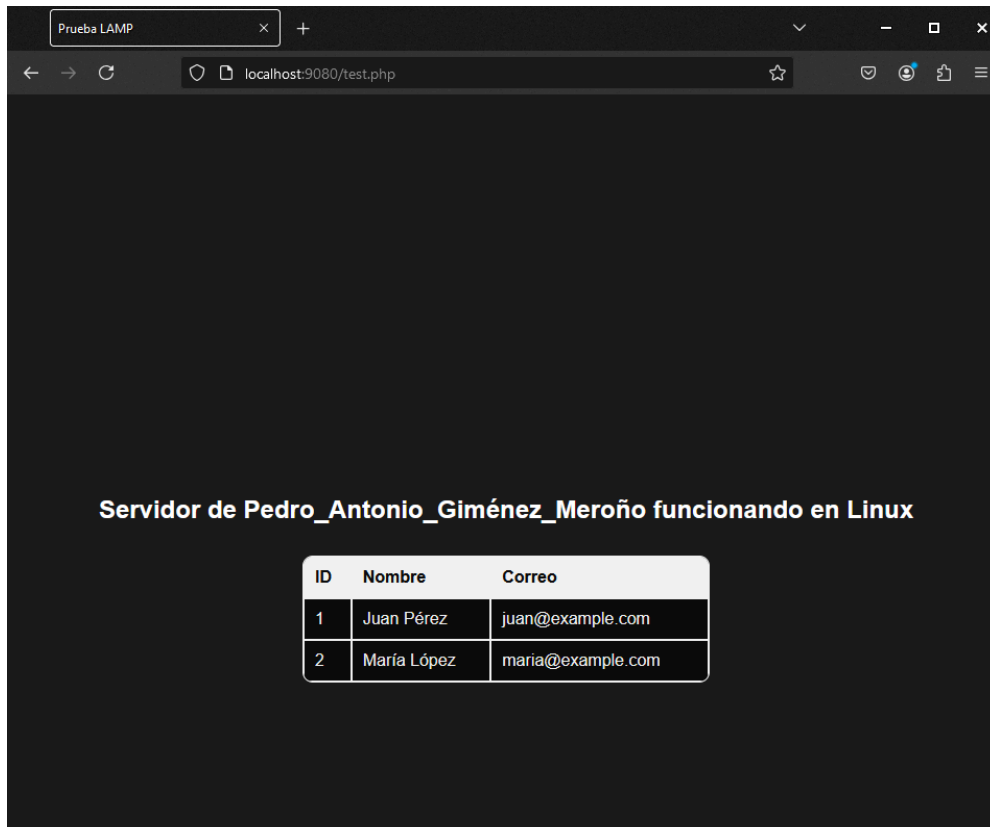 Prueba LAMP
localhost:9080/test.php
Servidor de Pedro_Antonio_Giménez_Meroño funcionando en Linux
ID Nombre Correo
1 Juan Pérez juan@example.com
2 María López maria@example.com